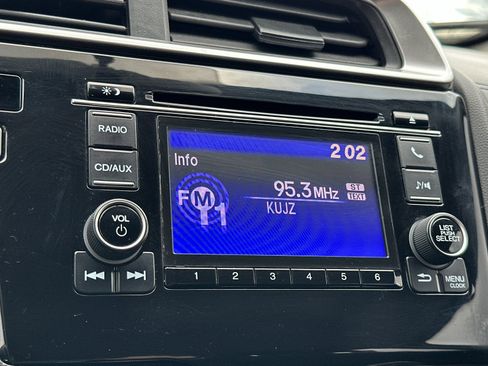 2 02
Info
95.3 MHz ST
TEXT
KUJZ
FM
11
RADIO
CD/AUX
VOL
1 2 3 4 5 6
LIST
PUSH
SELECT
MENU
CLOCK